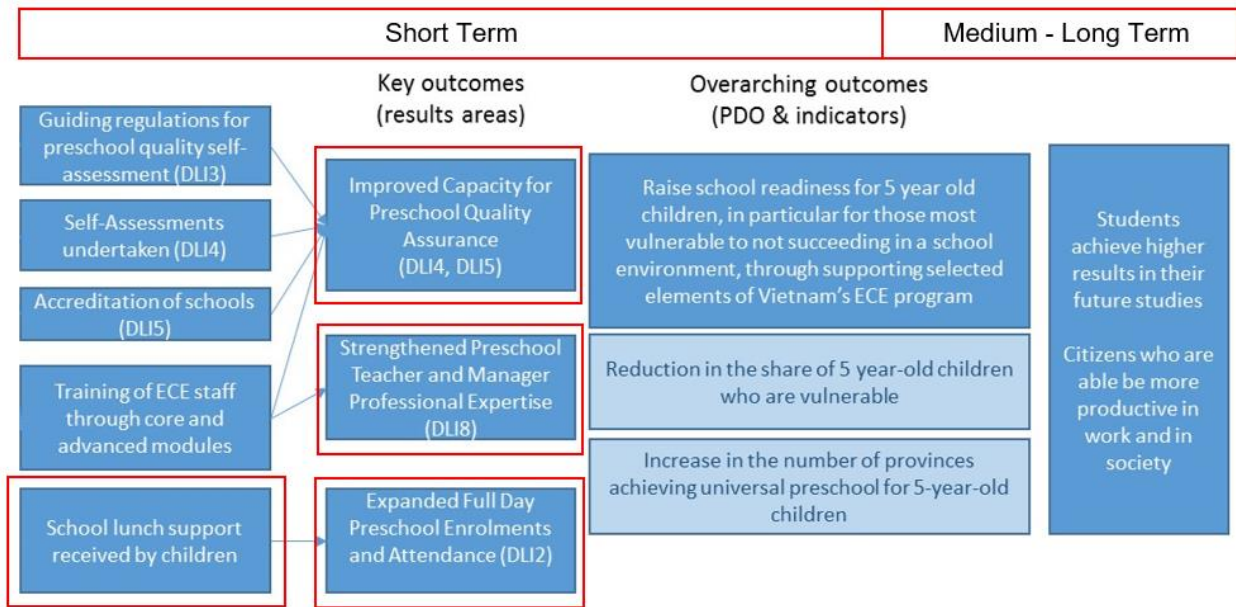 Short Term
Medium - Long Term
Key outcomes
(results areas)
Overarching outcomes
(PDO & indicators)
Guiding regulations for
preschool quality self-
assessment (DLI3)
Self-Assessments
undertaken (DLI4)
Accreditation of schools
(DLI5)
Training of ECE staff
through core and
advanced modules
School lunch support
received by children
Improved Capacity for
Preschool Quality
Assurance
(DLI4, DLI5)
Strengthened Preschool
Teacher and Manager
Professional Expertise
(DLI8)
Expanded Full Day
Preschool Enrolments
and Attendance (DLI2)
Raise school readiness for 5 year old
children, in particular for those most
vulnerable to not succeeding in a school
environment, through supporting selected
elements of Vietnam's ECE program
Reduction in the share of 5 year-old children
who are vulnerable
Increase in the number of provinces
achieving universal preschool for 5-year-old
children
Students
achieve higher
results in their
future studies
Citizens who are
able be more
productive in
work and in
society